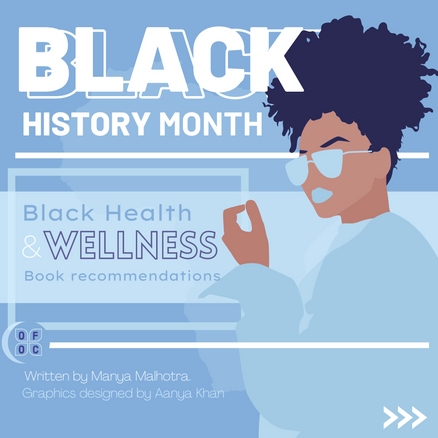 BLACK
HISTORY MONTH
Black Health
& WELLNESS
Book recommendations
O F
O C
Written by Manya Malhotra.
Graphics designed by Aanya Khan